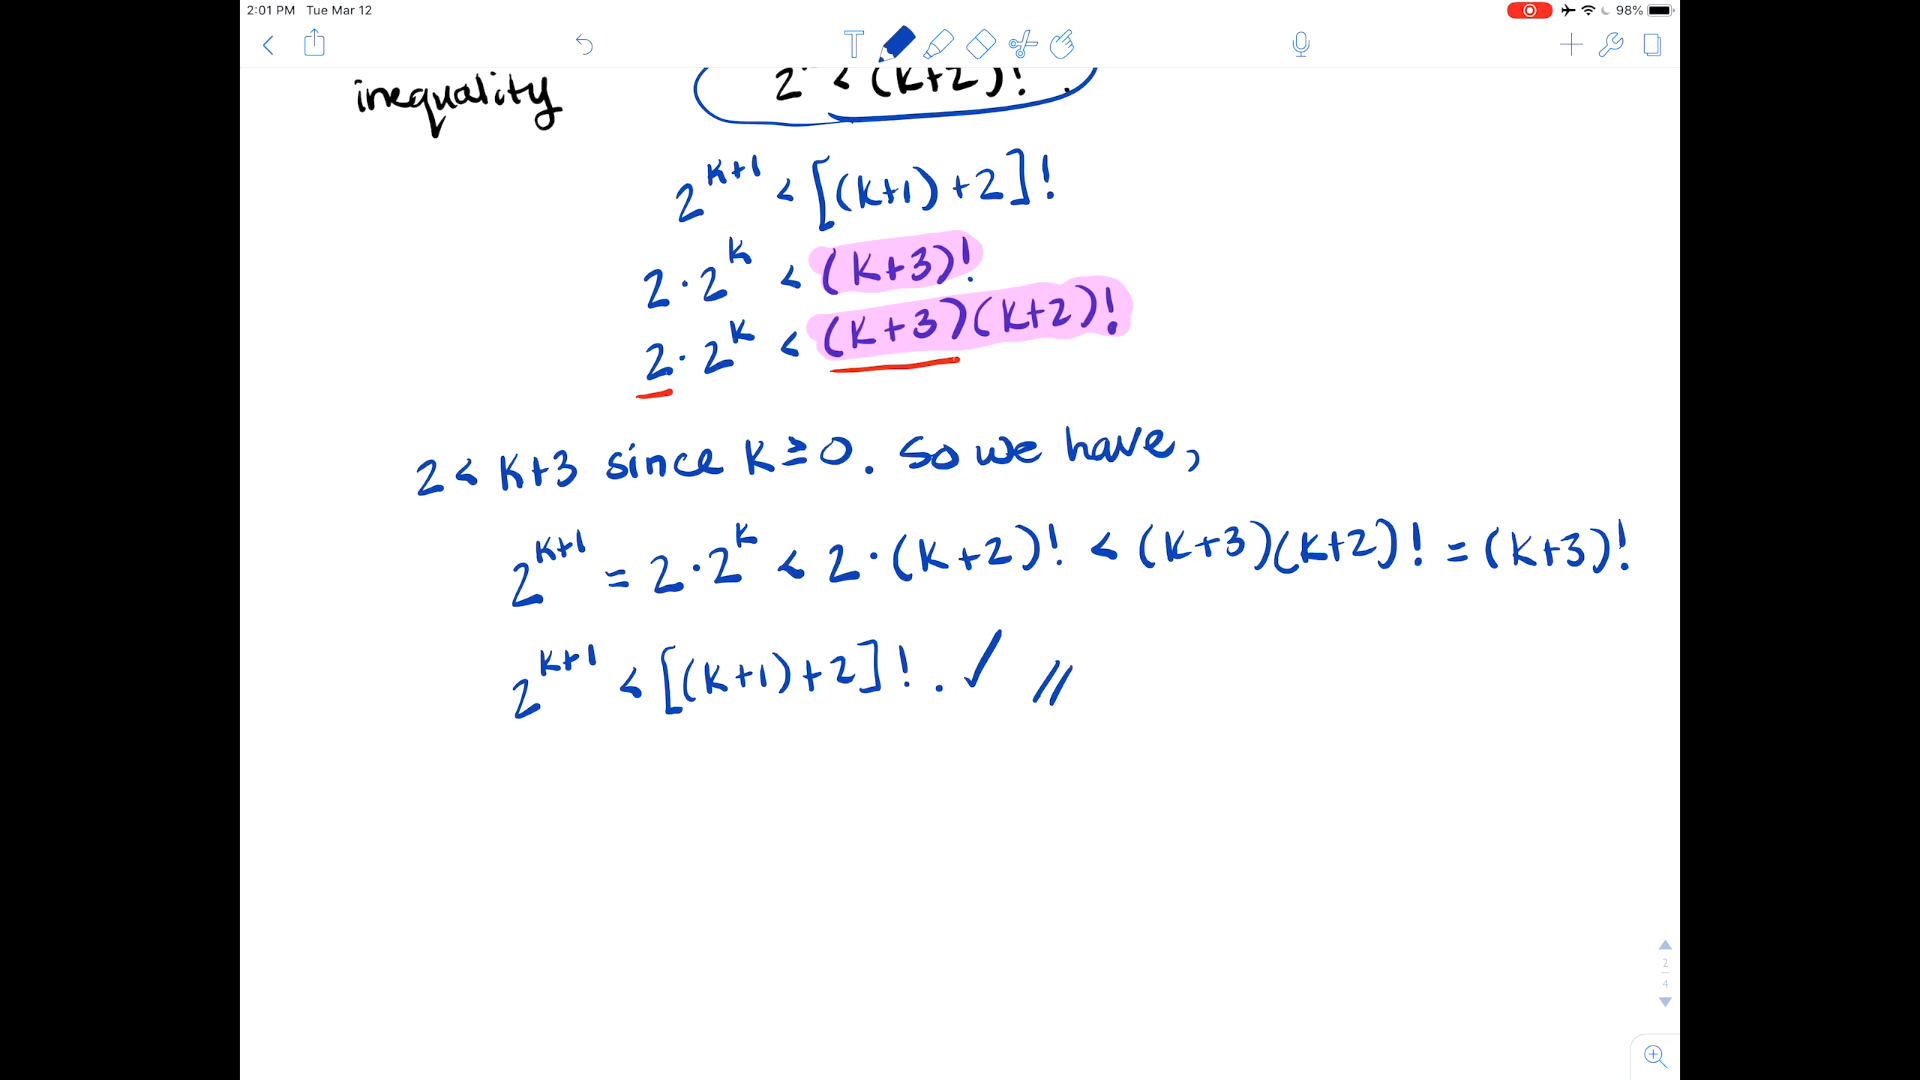 2:01 PM Tue Mar 12 98%
T
inequality 2^k < (k+2)! .
2^{k+1} < [(k+1)+2]!
2 · 2^k < (k+3)!
2 · 2^k < (k+3)(k+2)!
2 < k+3 since k ≥ 0. So we have,
2^{k+1} = 2 · 2^k < 2 · (k+2)! < (k+3)(k+2)! = (k+3)!
2^{k+1} < [(k+1)+2]! . ✓ //
2
4